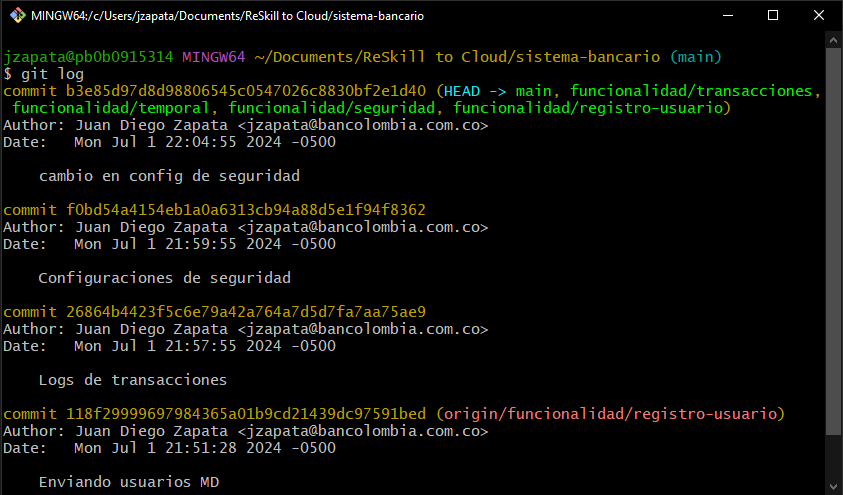 MINGW64:/c/Users/jzapata/Documents/ReSkill to Cloud/sistema-bancario
jzapata@pb0b0915314 MINGW64 ~/Documents/ReSkill to Cloud/sistema-bancario (main)
$ git log
commit b3e85d97d8d98806545c0547026c8830bf2e1d40 (HEAD -> main, funcionalidad/transacciones,
funcionalidad/temporal, funcionalidad/seguridad, funcionalidad/registro-usuario)
Author: Juan Diego Zapata <jzapata@bancolombia.com.co>
Date:   Mon Jul 1 22:04:55 2024 -0500
cambio en config de seguridad
commit f0bd54a4154eb1a0a6313cb94a88d5e1f94f8362
Author: Juan Diego Zapata <jzapata@bancolombia.com.co>
Date:   Mon Jul 1 21:59:55 2024 -0500
Configuraciones de seguridad
commit 26864b4423f5c6e79a42a764a7d5d7fa7aa75ae9
Author: Juan Diego Zapata <jzapata@bancolombia.com.co>
Date:   Mon Jul 1 21:57:55 2024 -0500
Logs de transacciones
commit 118f29999697984365a01b9cd21439dc97591bed (origin/funcionalidad/registro-usuario)
Author: Juan Diego Zapata <jzapata@bancolombia.com.co>
Date:   Mon Jul 1 21:51:28 2024 -0500
Enviando usuarios MD